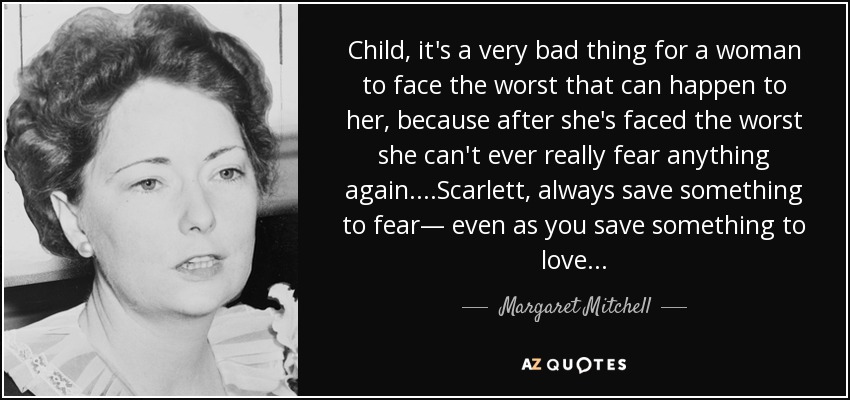 Child, it's a very bad thing for a woman
to face the worst that can happen to
her, because after she's faced the worst
she can't ever really fear anything
again....Scarlett, always save something
to fear— even as you save something to
love...
Margaret Mitchell
AZ QUOTES